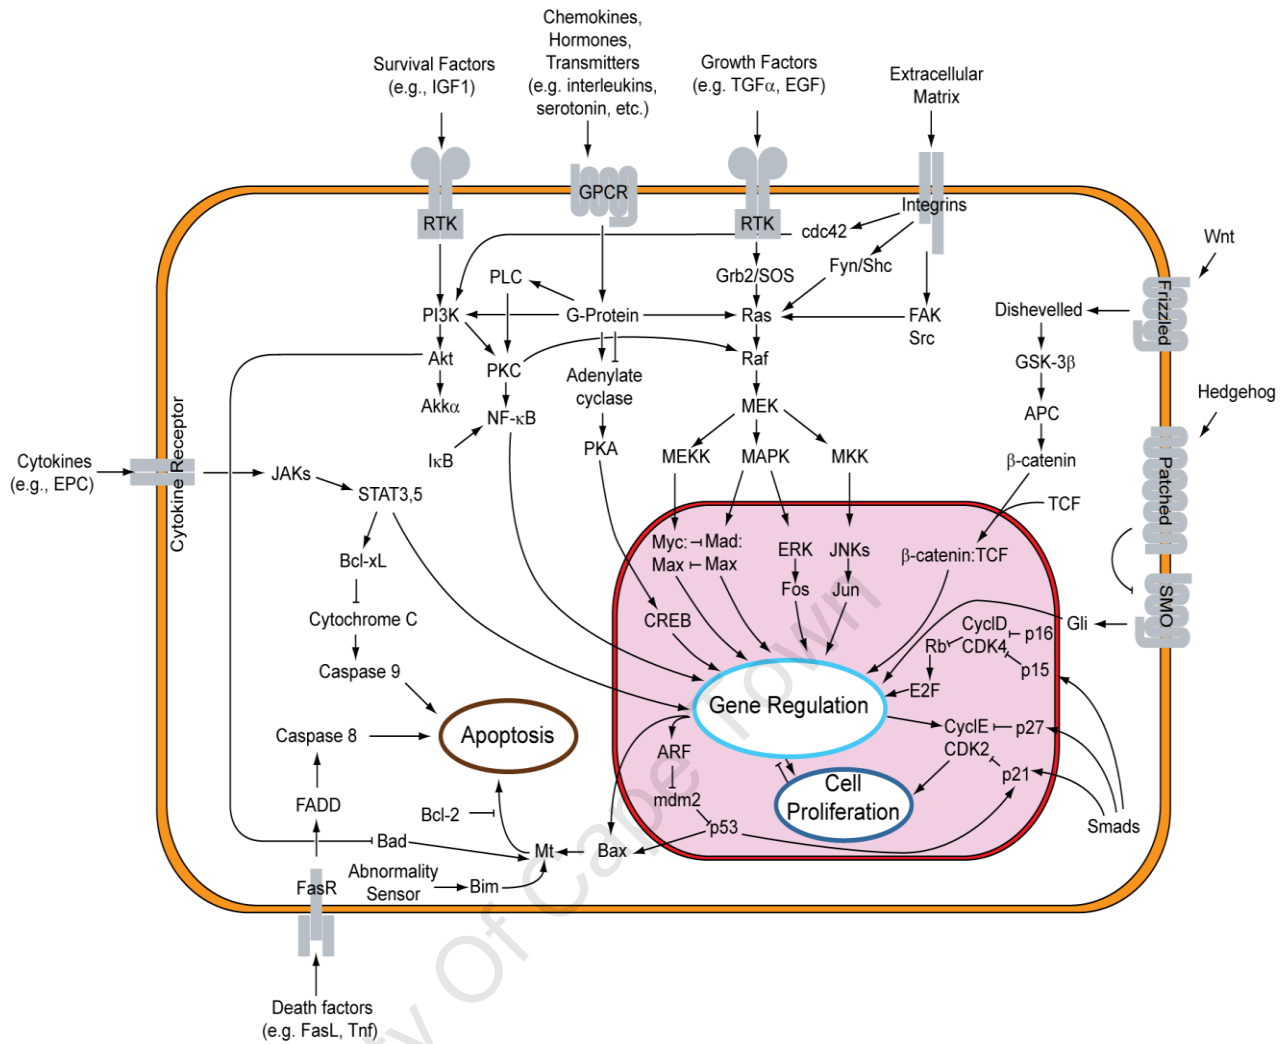 Chemokines,
Hormones,
Transmitters
(e.g. interleukins,
serotonin, etc.)
Survival Factors
(e.g., IGF1)
Growth Factors
(e.g. TGFα, EGF)
Extracellular
Matrix
RTK
GPCR
RTK
Integrins
cdc42
Wnt
Frizzled
PLC
Grb2/SOS
Fyn/Shc
PI3K
G-Protein
Ras
FAK
Src
Dishevelled
Akt
PKC
Adenylate
cyclase
Raf
GSK-3β
Akkα
NF-κB
MEK
APC
Hedgehog
Patched
IκB
PKA
MEKK
MAPK
MKK
β-catenin
TCF
Cytokines
(e.g., EPC)
Cytokine Receptor
JAKs
STAT3,5
Bcl-xL
Cytochrome C
Caspase 9
Myc:
Max
Mad:
Max
ERK
Fos
JNKs
Jun
β-catenin:TCF
CREB
SMO
Gli
CyclD
CDK4
p16
p15
Rb
E2F
Gene Regulation
CyclE
CDK2
p27
p21
Apoptosis
Caspase 8
FADD
ARF
mdm2
p53
Cell
Proliferation
Smads
Bcl-2
Bad
Mt
Bax
Abnormality
Sensor
Bim
FasR
Death factors
(e.g. FasL, Tnf)
ty Of Cape Town